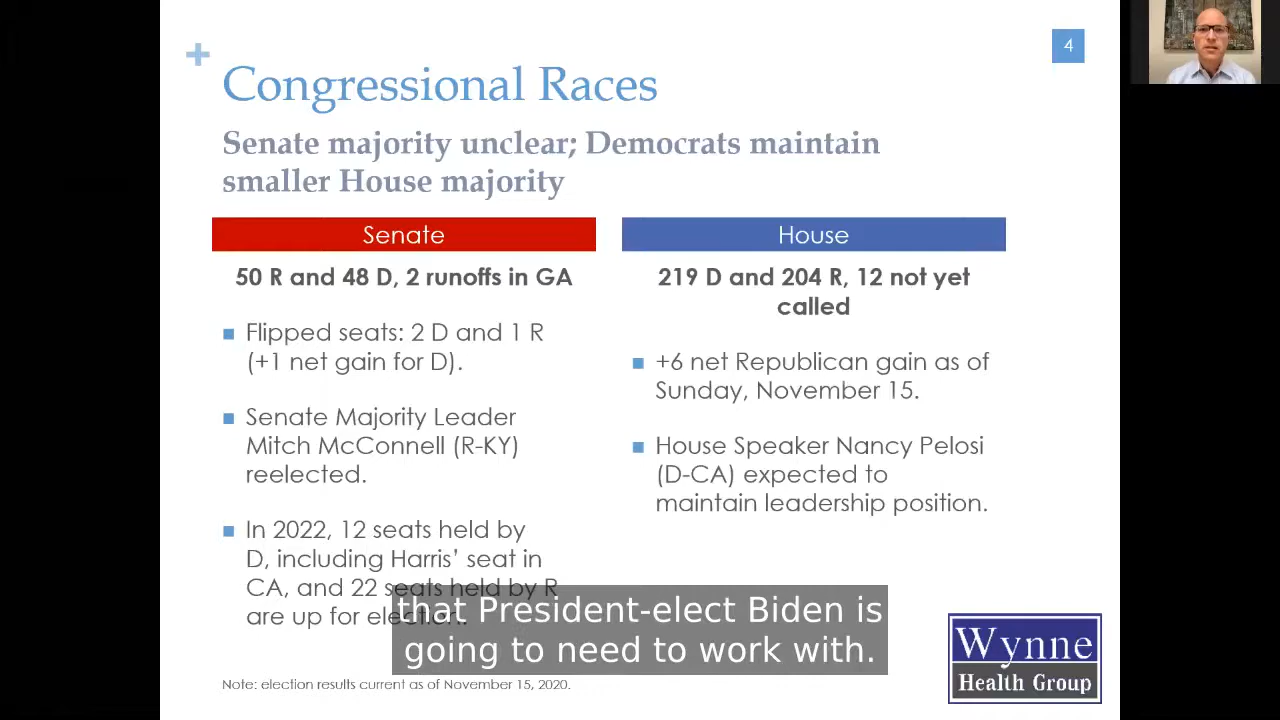 4
Congressional Races
Senate majority unclear; Democrats maintain
smaller House majority
Senate
50 R and 48 D, 2 runoffs in GA
Flipped seats: 2 D and 1 R
(+1 net gain for D).
Senate Majority Leader
Mitch McConnell (R-KY)
reelected.
In 2022, 12 seats held by
D, including Harris' seat in
CA, and 22 seats held by R
are up for election.
House
219 D and 204 R, 12 not yet
called
+6 net Republican gain as of
Sunday, November 15.
House Speaker Nancy Pelosi
(D-CA) expected to
maintain leadership position.
that President-elect Biden is
going to need to work with.
Wynne
Health Group
Note: election results current as of November 15, 2020.